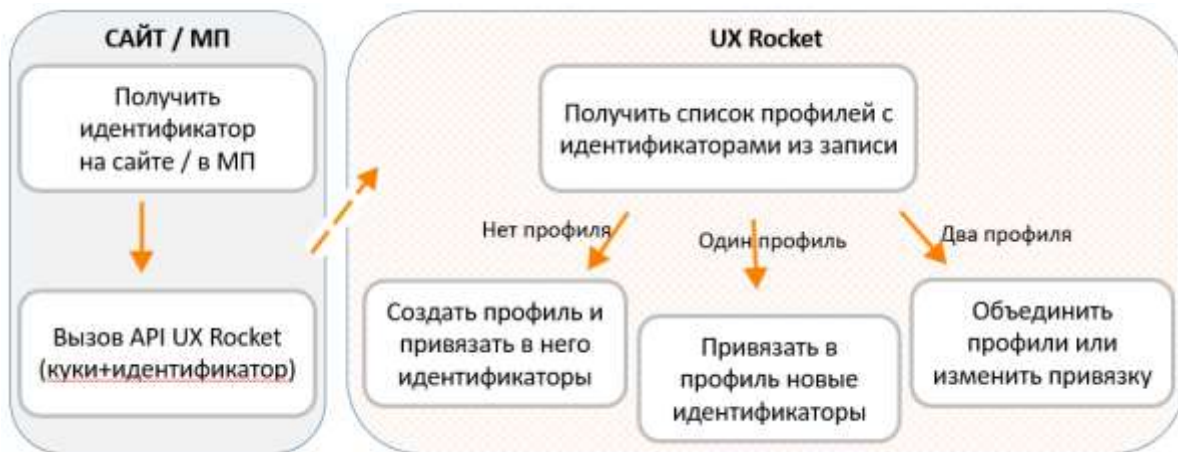 САЙТ / МП
Получить
идентификатор
на сайте / в МП
Вызов API UX Rocket
(куки+идентификатор)
UX Rocket
Получить список профилей с
идентификаторами из записи
Нет профиля
Один профиль
Два профиля
Создать профиль и
привязать в него
идентификаторы
Привязать в
профиль новые
идентификаторы
Объединить
профили или
изменить привязку